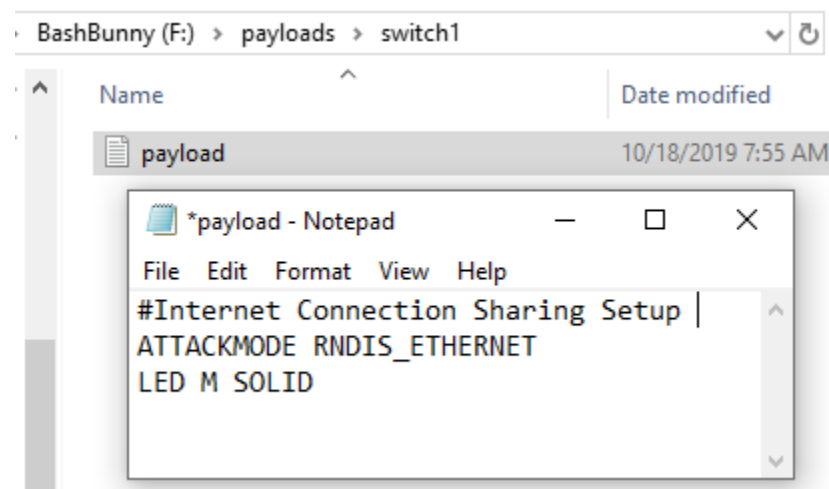 BashBunny (F:) > payloads > switch1
Name Date modified
payload 10/18/2019 7:55 AM
*payload - Notepad
File Edit Format View Help
#Internet Connection Sharing Setup
ATTACKMODE RNDIS_ETHERNET
LED M SOLID